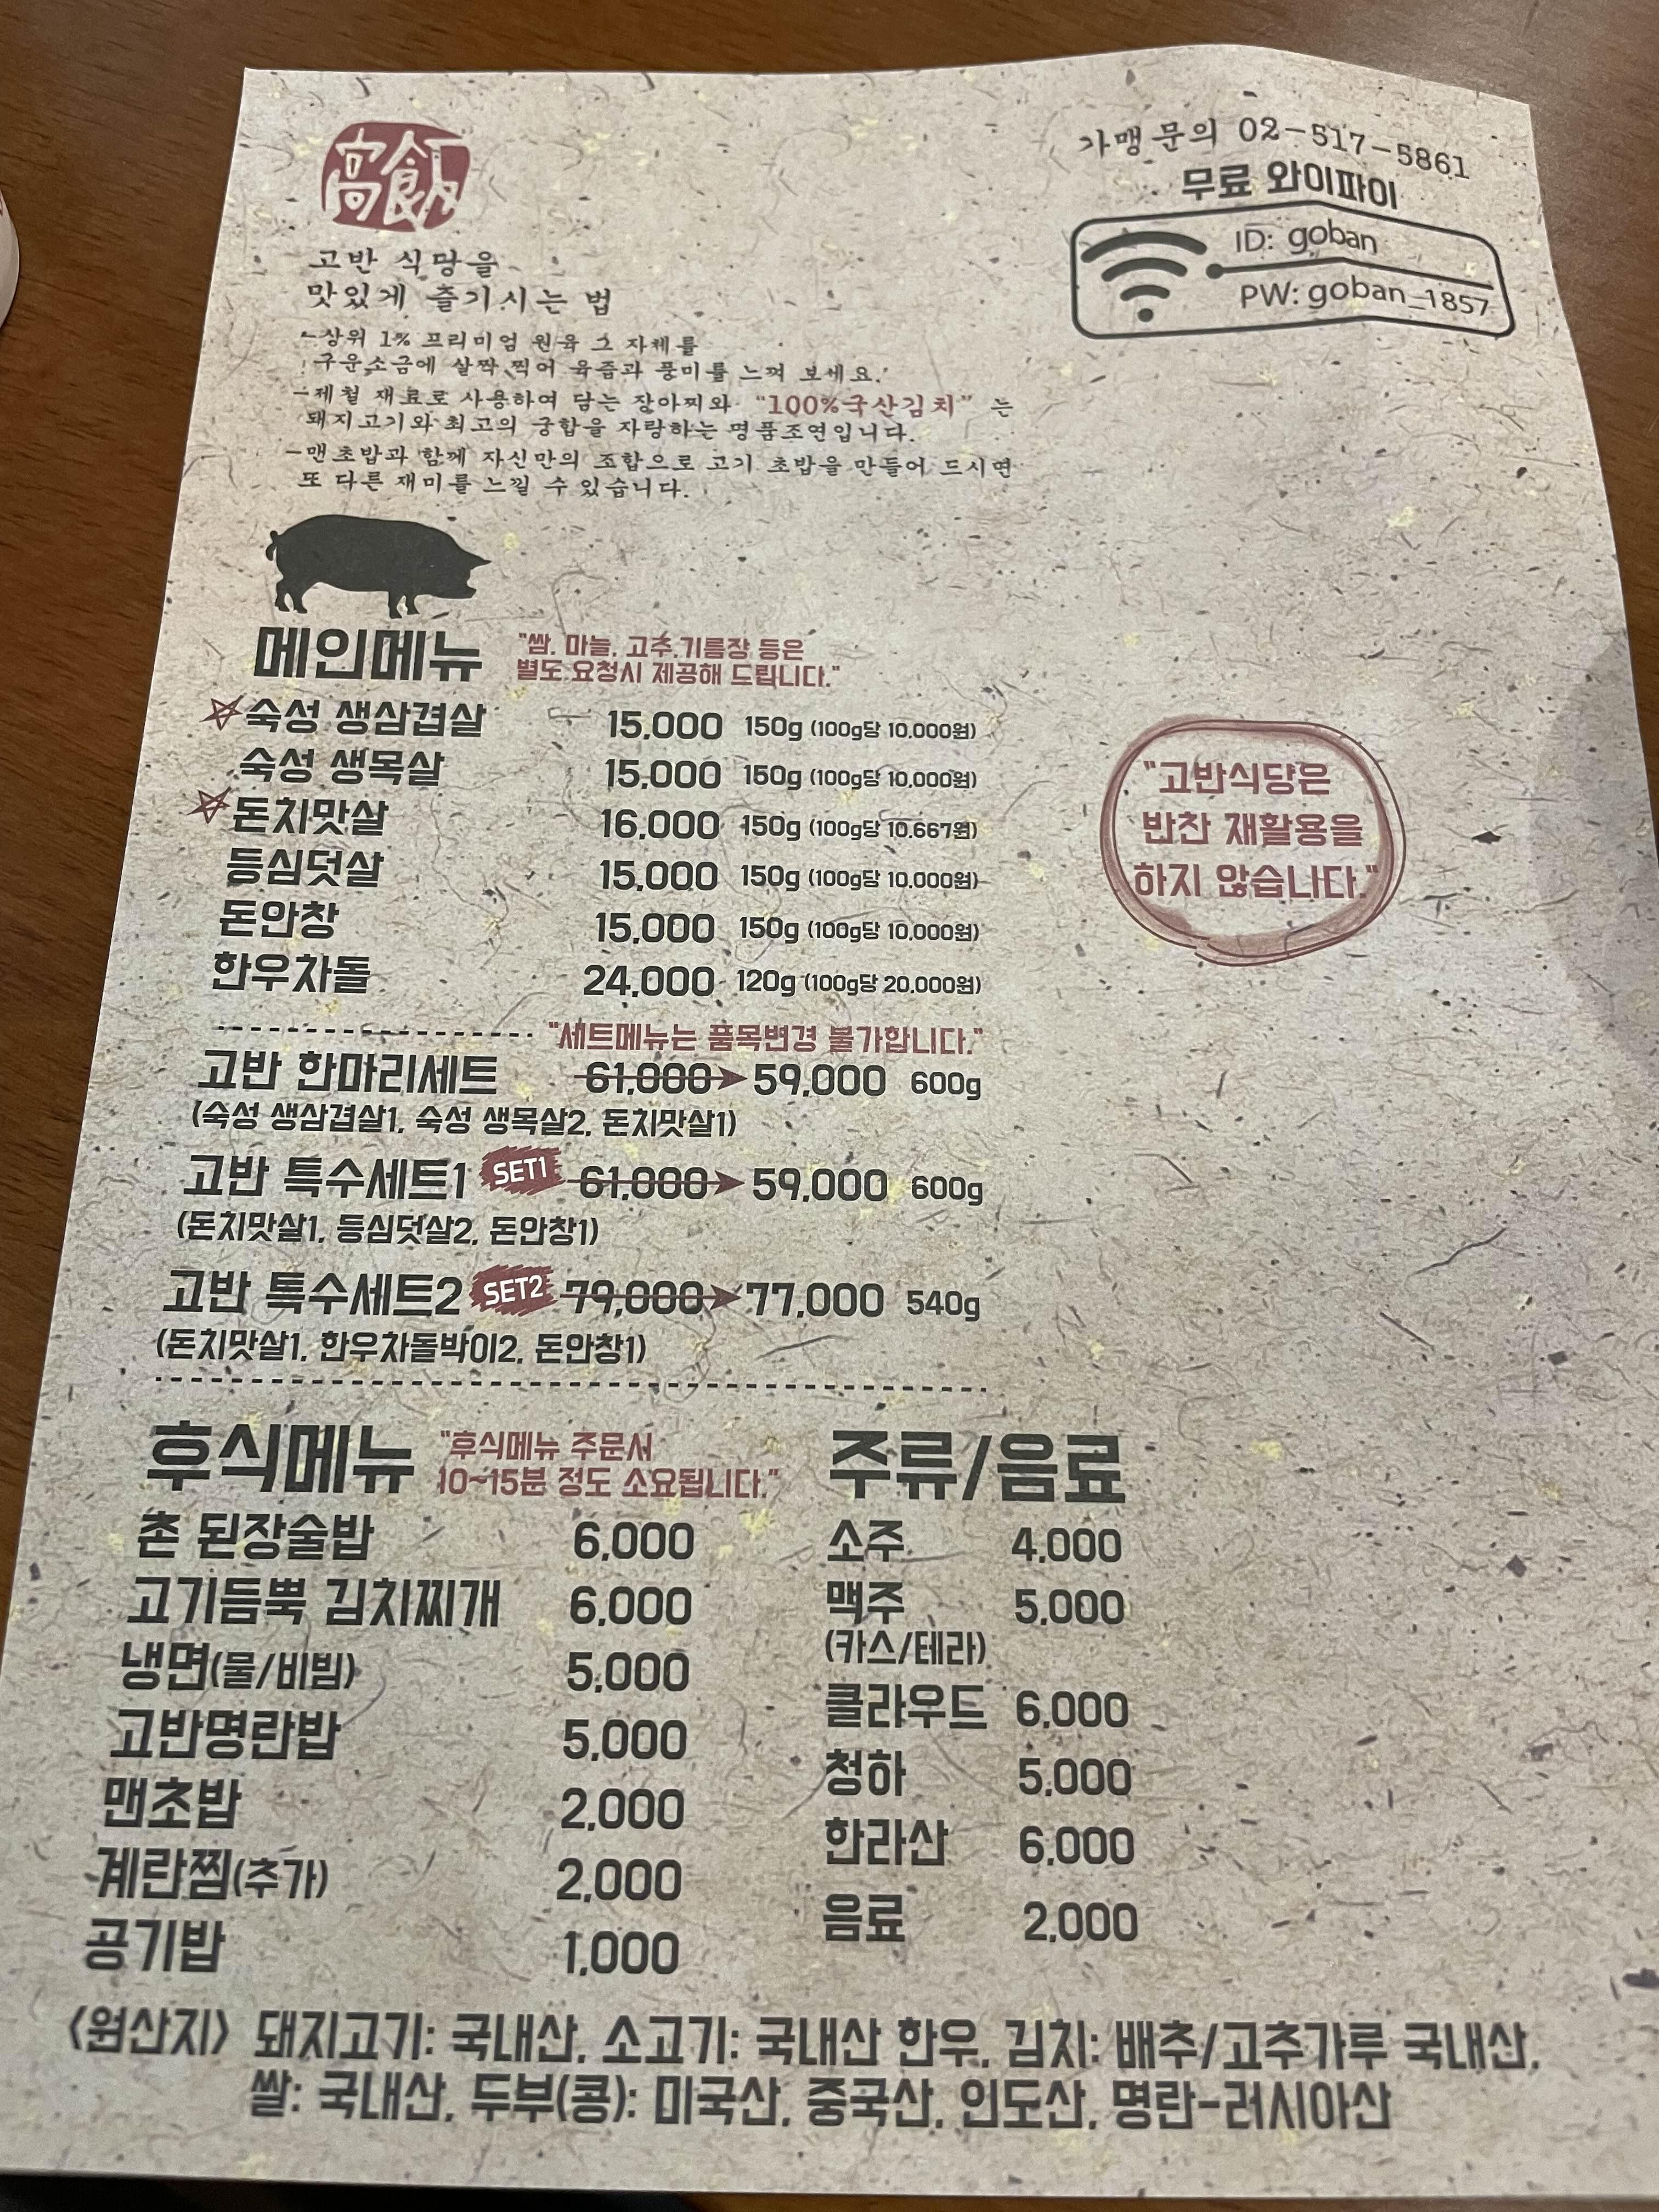 高飯
가맹문의 02-517-5861
무료 와이파이
ID: goban
PW: goban_1857
고반 식당을
맛있게 즐기시는 법
-상위 1% 프리미엄 원육 그 자체를
구운소금에 살짝 찍어 육즙과 풍미를 느껴 보세요.
-제철 재료로 사용하여 담는 장아찌와 "100%국산김치" 는
돼지고기와 최고의 궁합을 자랑하는 명품조연입니다.
-맨초밥과 함께 자신만의 조합으로 고기 초밥을 만들어 드시면
또 다른 재미를 느낄 수 있습니다.
메인메뉴
"쌈, 마늘, 고추,기름장 등은
별도 요청시 제공해 드립니다."
숙성 생삼겹살 15,000 150g (100g당 10,000원)
숙성 생목살 15,000 150g (100g당 10,000원)
돈치맛살 16,000 150g (100g당 10,667원)
등심덧살 15,000 150g (100g당 10,000원)
돈안창 15,000 150g (100g당 10,000원)
한우차돌 24,000 120g (100g당 20,000원)
"고반식당은
반찬 재활용을
하지 않습니다."
"세트메뉴는 품목변경 불가합니다."
고반 한마리세트 61,000 59,000 600g
(숙성 생삼겹살1, 숙성 생목살2, 돈치맛살1)
고반 특수세트1 SET1 61,000 59,000 600g
(돈치맛살1, 등심덧살2, 돈안창1)
고반 특수세트2 SET2 79,000 77,000 540g
(돈치맛살1, 한우차돌박이2, 돈안창1)
후식메뉴
"후식메뉴 주문시
10~15분 정도 소요됩니다."
촌 된장술밥 6,000
고기듬뿍 김치찌개 6,000
냉면(물/비빔) 5,000
고반명란밥 5,000
맨초밥 2,000
계란찜(추가) 2,000
공기밥 1,000
주류/음료
소주 4,000
맥주 5,000
(카스/테라)
클라우드 6,000
청하 5,000
한라산 6,000
음료 2,000
<원산지> 돼지고기: 국내산, 소고기: 국내산 한우, 김치: 배추/고추가루 국내산,
쌀: 국내산, 두부(콩): 미국산, 중국산, 인도산, 명란-러시아산